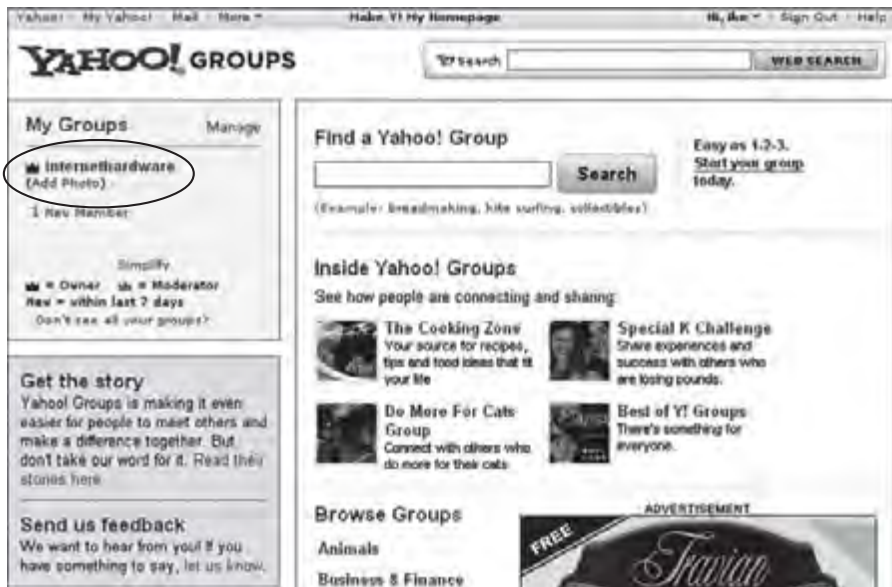 Yahoo! My Yahoo! Mail More
Make Y! My Homepage
Hi, Sign Out Help
YAHOO! GROUPS
Search
WEB SEARCH
My Groups Manage
internethardware
(Add Photo)
1 New Member
Simplify
= Owner = Moderator
New = within last 7 days
Don't see all your groups?
Get the story
Yahoo! Groups is making it even
easier for people to meet others and
make a difference together. But
don't take our word for it. Read their
stories here
Send us feedback
We want to hear from you! If you
have something to say, let us know.
Find a Yahoo! Group
Search
(Example: breadmaking, kite surfing, collectibles)
Easy as 1-2-3.
Start your group
today.
Inside Yahoo! Groups
See how people are connecting and sharing:
The Cooking Zone
Your source for recipes,
tips and food ideas that fit
your life
Special K Challenge
Share experiences and
success with others who
are losing pounds.
Do More For Cats
Group
Connect with others who
do more for their cats
Best of Y! Groups
There's something for
everyone.
Browse Groups
Animals
Business & Finance
ADVERTISEMENT
FREE
Travian